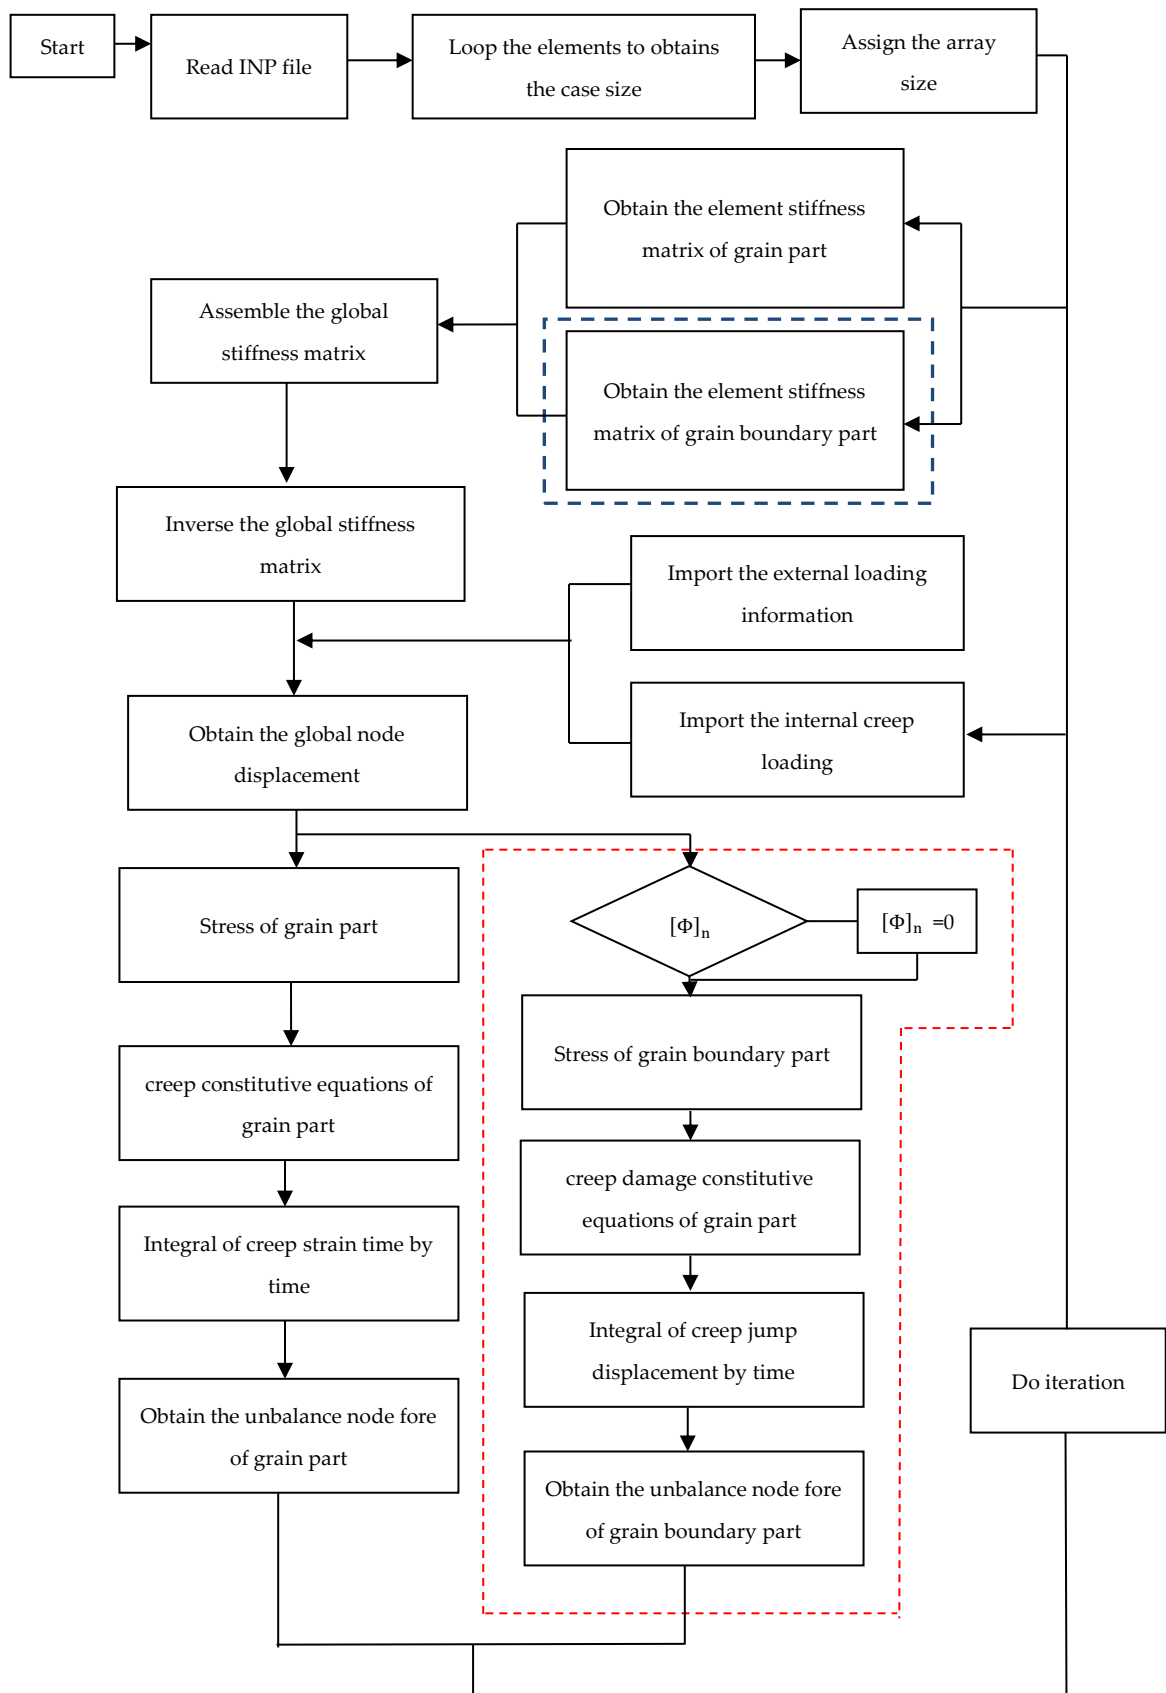 Start
Read INP file
Loop the elements to obtains
the case size
Assign the array
size
Obtain the element stiffness
matrix of grain part
Assemble the global
stiffness matrix
Obtain the element stiffness
matrix of grain boundary part
Inverse the global stiffness
matrix
Import the external loading
information
Import the internal creep
loading
Obtain the global node
displacement
Stress of grain part
[Φ]n
[Φ]n =0
Stress of grain boundary part
creep constitutive equations of
grain part
creep damage constitutive
equations of grain part
Integral of creep strain time by
time
Integral of creep jump
displacement by time
Do iteration
Obtain the unbalance node fore
of grain part
Obtain the unbalance node fore
of grain boundary part